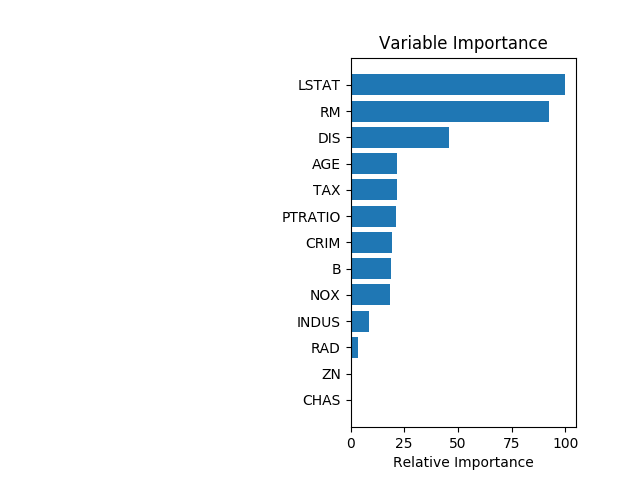 Variable Importance
LSTAT
RM
DIS
AGE
TAX
PTRATIO
CRIM
B
NOX
INDUS
RAD
ZN
CHAS
0 25 50 75 100
Relative Importance